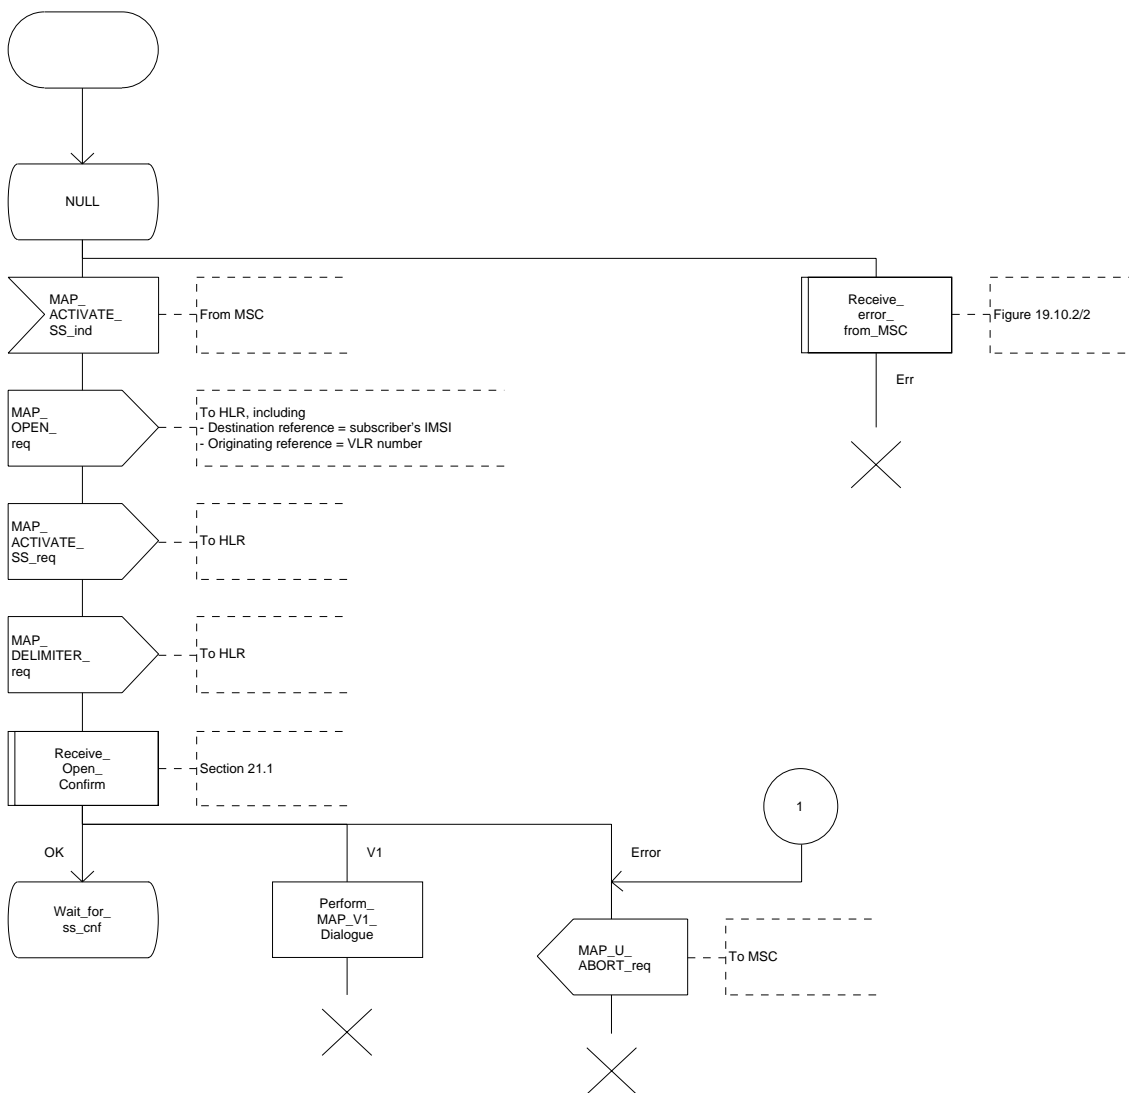 NULL
MAP_
ACTIVATE_
SS_ind
From MSC
Receive_
error_
from_MSC
Figure 19.10.2/2
Err
MAP_
OPEN_
req
To HLR, including
- Destination reference = subscriber's IMSI
- Originating reference = VLR number
MAP_
ACTIVATE_
SS_req
To HLR
MAP_
DELIMITER_
req
To HLR
Receive_
Open_
Confirm
Section 21.1
1
OK
V1
Error
Wait_for_
ss_cnf
Perform_
MAP_V1_
Dialogue
MAP_U_
ABORT_req
To MSC